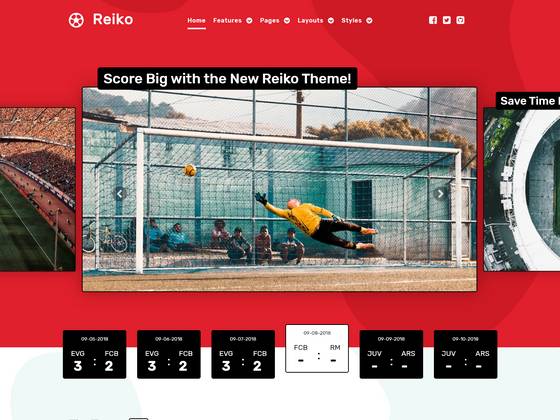 Reiko
Home Features Pages Layouts Styles
Score Big with the New Reiko Theme!
Save Time
09-06-2018
EVG FCB
3 : 2
09-06-2018
EVG FCB
3 : 2
09-07-2018
EVG FCB
3 : 2
09-08-2018
FCB RM
- : -
09-09-2018
JUV ARS
- : -
09-10-2018
JUV ARS
- : -